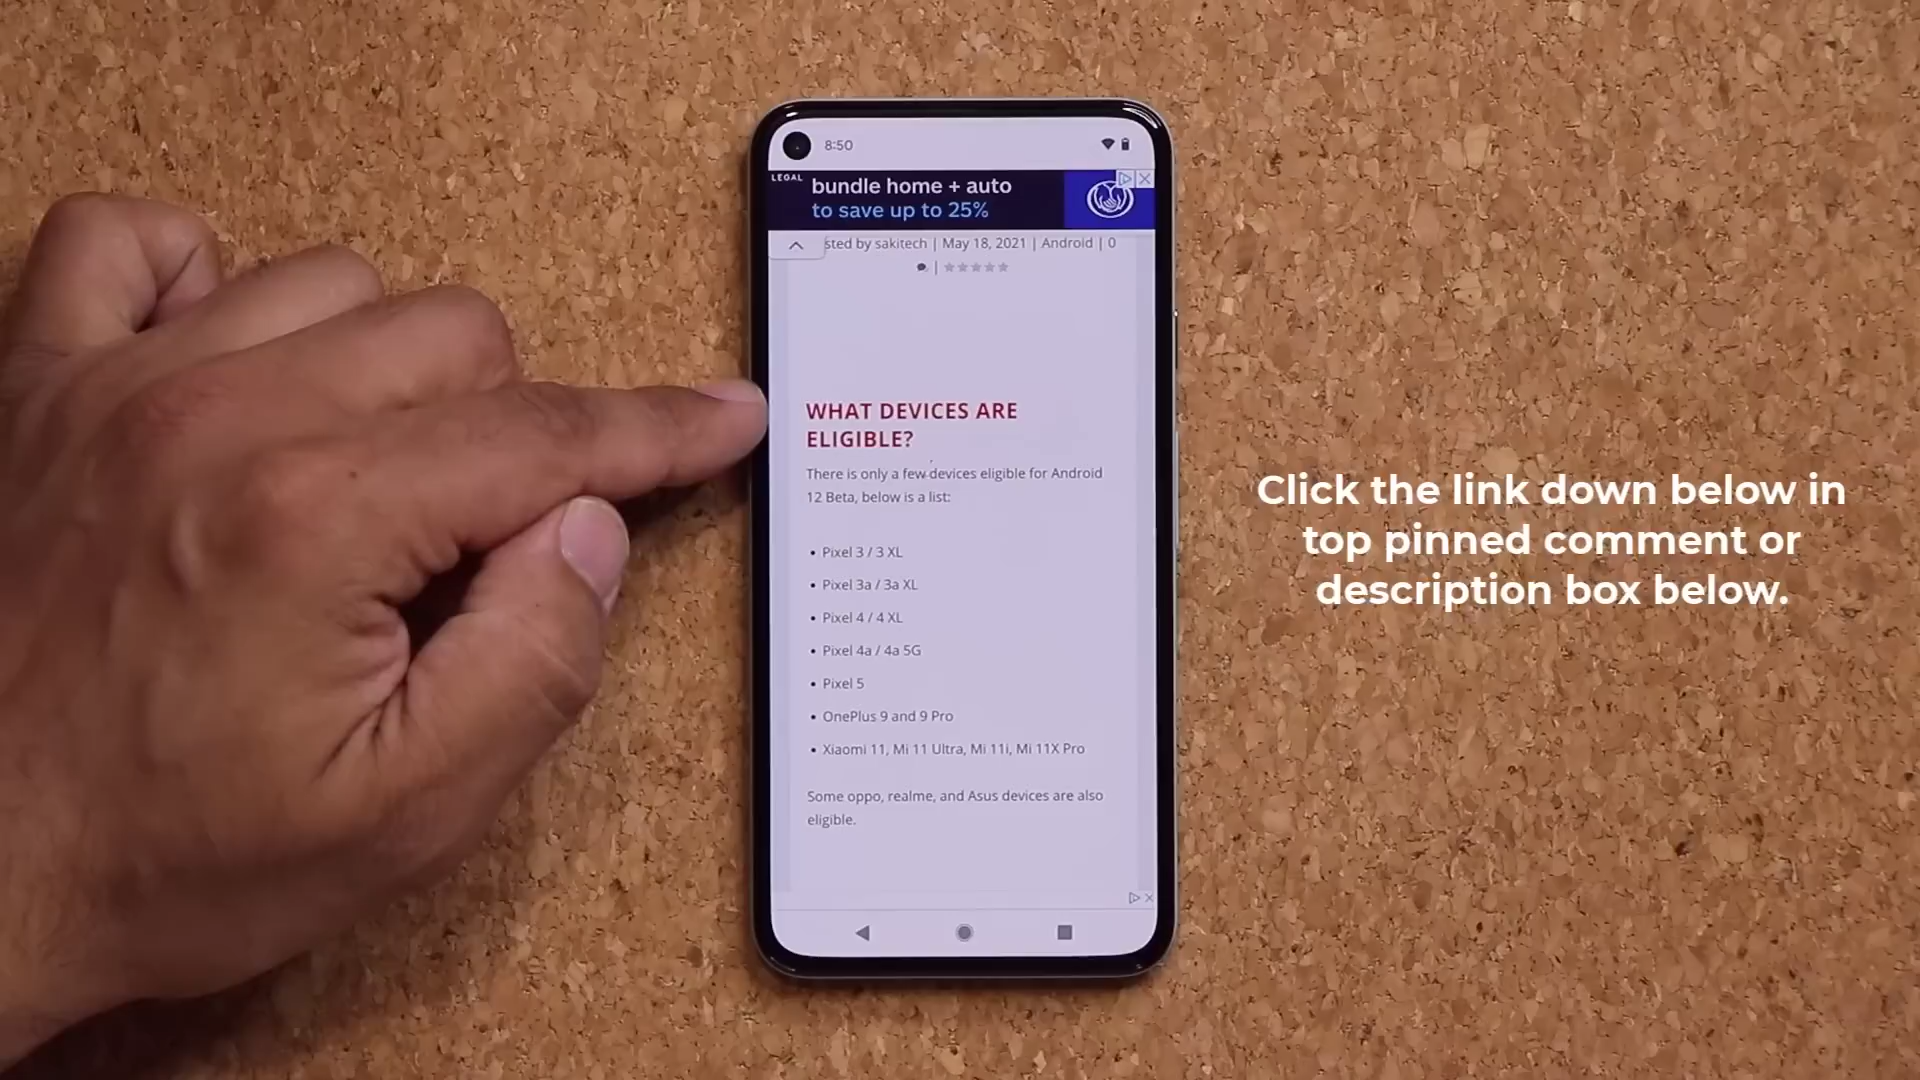 8:50
LEGAL
bundle home + auto
to save up to 25%
sted by sakitech | May 18, 2021 | Android | 0
|
WHAT DEVICES ARE
ELIGIBLE?
There is only a few devices eligible for Android
12 Beta, below is a list:
• Pixel 3 / 3 XL
• Pixel 3a / 3a XL
• Pixel 4 / 4 XL
• Pixel 4a / 4a 5G
• Pixel 5
• OnePlus 9 and 9 Pro
• Xiaomi 11, Mi 11 Ultra, Mi 11i, Mi 11X Pro
Some oppo, realme, and Asus devices are also
eligible.
Click the link down below in
top pinned comment or
description box below.